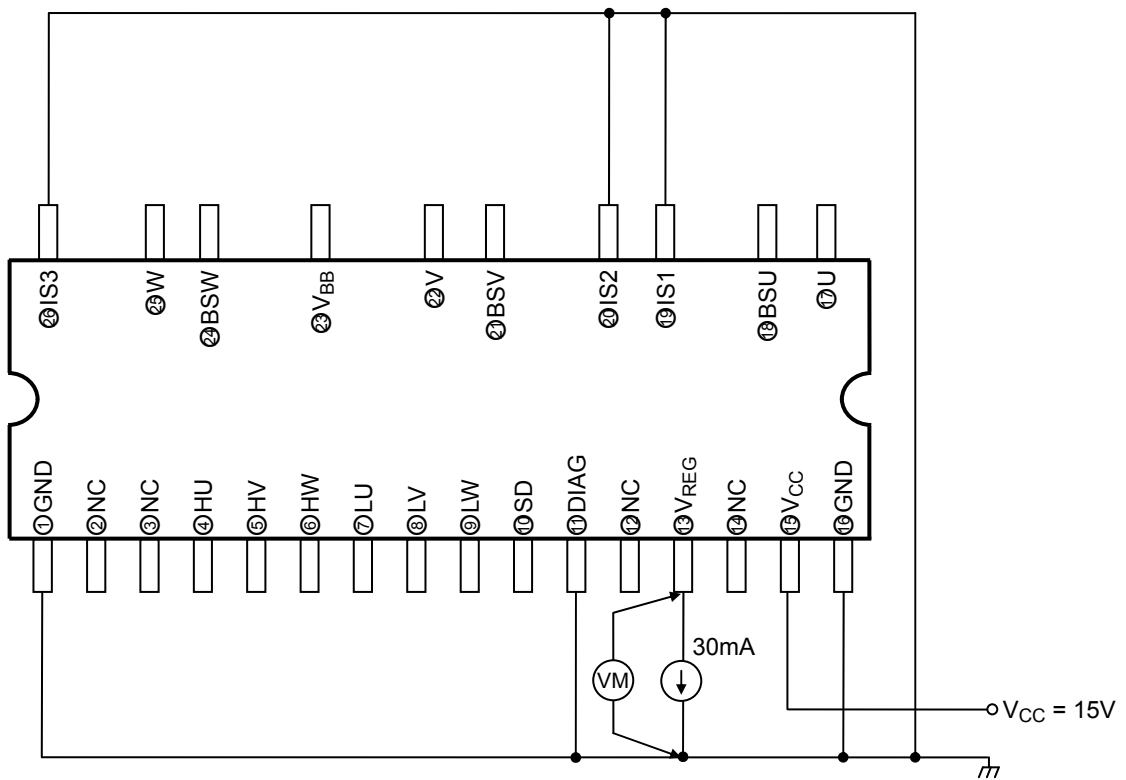 ㉖IS3
㉕W
㉔BSW
㉓VBB
㉒V
㉑BSV
⑳IS2
⑲IS1
⑱BSU
⑰U
①GND
②NC
③NC
④HU
⑤HV
⑥HW
⑦LU
⑧LV
⑨LW
⑩SD
⑪DIAG
⑫NC
⑬VREG
⑭NC
⑮VCC
⑯GND
VM
30mA
VCC = 15V